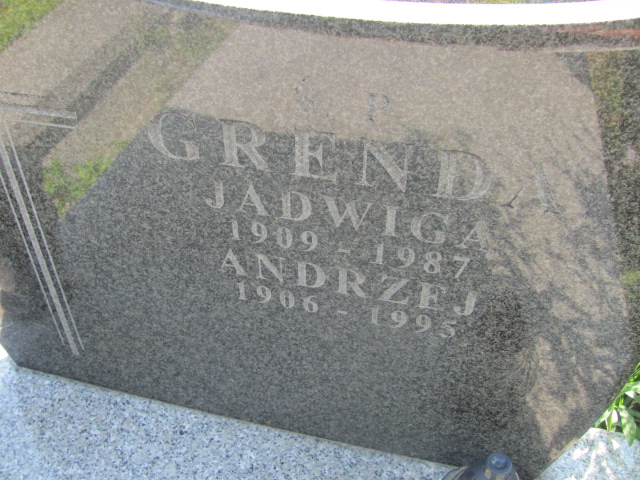 Ś P
GRENDA
JADWIGA
1909 - 1987
ANDRZEJ
1906 - 1995